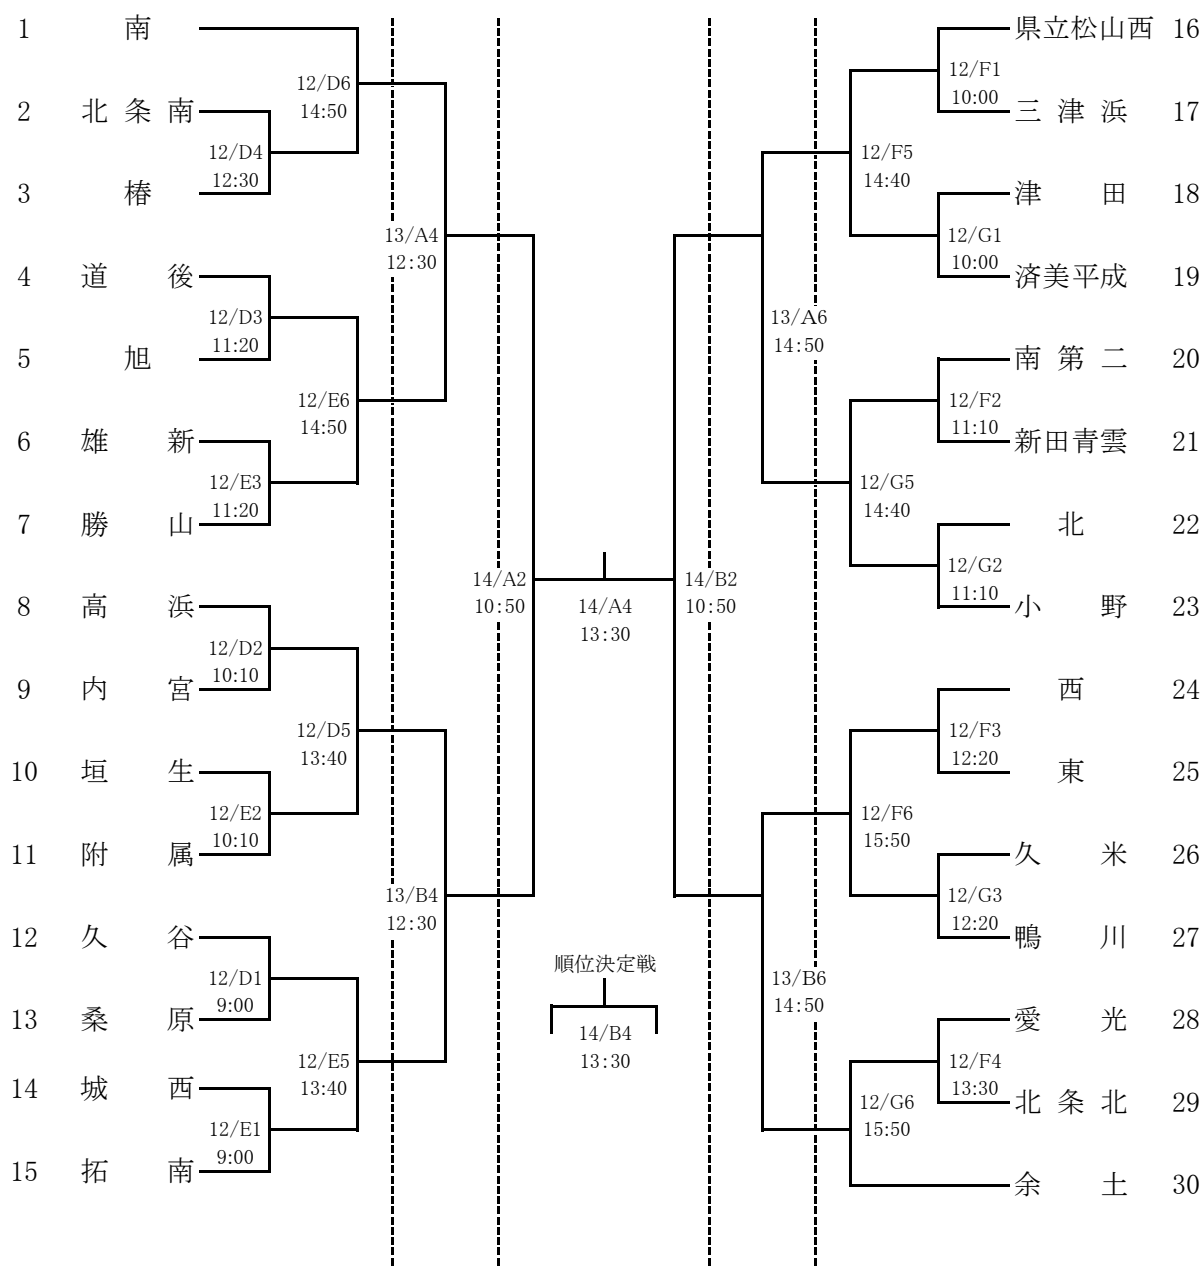 1 南
12/D6
14:50
2 北条南
12/D4
12:30
3 椿
13/A4
12:30
4 道後
12/D3
11:20
5 旭
12/E6
14:50
6 雄新
12/E3
11:20
7 勝山
14/A2
10:50
8 高浜
12/D2
10:10
9 内宮
12/D5
13:40
10 垣生
12/E2
10:10
11 附属
13/B4
12:30
12 久谷
12/D1
9:00
13 桑原
12/E5
13:40
14 城西
12/E1
9:00
15 拓南
14/A4
13:30
順位決定戦
14/B4
13:30
県立松山西 16
12/F1
10:00
三津浜 17
12/F5
14:40
津田 18
12/G1
10:00
済美平成 19
13/A6
14:50
南第二 20
12/F2
11:10
新田青雲 21
12/G5
14:40
北 22
12/G2
11:10
小野 23
14/B2
10:50
西 24
12/F3
12:20
東 25
12/F6
15:50
久米 26
12/G3
12:20
鴨川 27
13/B6
14:50
愛光 28
12/F4
13:30
北条北 29
12/G6
15:50
余土 30